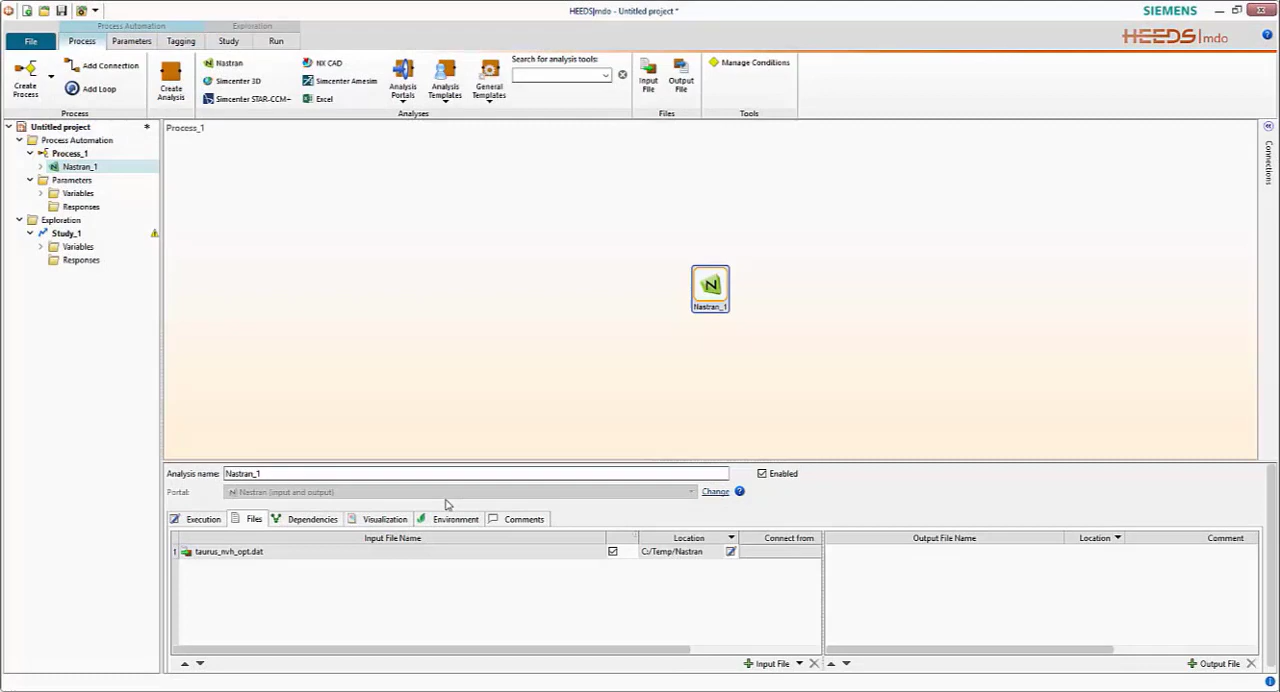 HEEDS|mdo - Untitled project *
SIEMENS
Process Automation
Exploration
HEEDS|mdo
File
Process
Parameters
Tagging
Study
Run
Create Process
Add Connection
Add Loop
Process
Create Analysis
Nastran
Simcenter 3D
Simcenter STAR-CCM+
NX CAD
Simcenter Amesim
Excel
Analysis Portals
Analysis Templates
General Templates
Search for analysis tools:
Analyses
Input File
Output File
Files
Manage Conditions
Tools
Untitled project *
Process Automation
Process_1
Nastran_1
Parameters
Variables
Responses
Exploration
Study_1
Variables
Responses
Process_1
Nastran_1
Connections
Analysis name: Nastran_1
Enabled
Portal: Nastran (input and output)
Change
Execution
Files
Dependencies
Visualization
Environment
Comments
Input File Name
Location
Connect from
Output File Name
Location
Comment
1 taurus_nvh_opt.dat
C:/Temp/Nastran
Input File
Output File